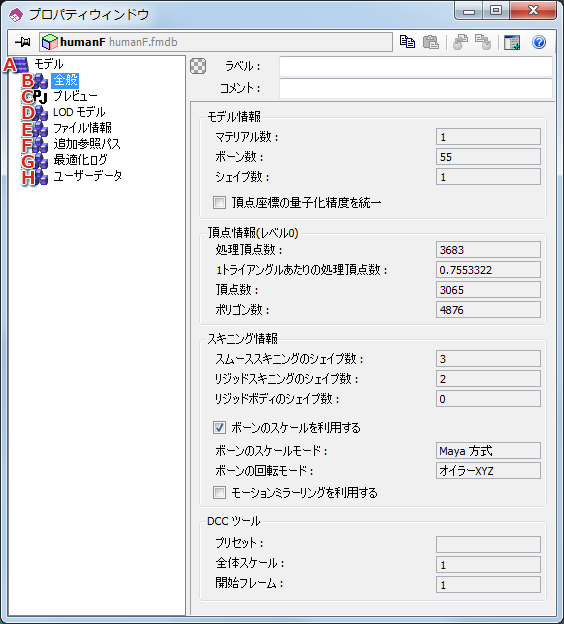 プロパティウィンドウ
humanF humanF.fmdb
A モデル
B 全般
C プレビュー
D LOD モデル
E ファイル情報
F 追加参照パス
G 最適化ログ
H ユーザーデータ
ラベル :
コメント :
モデル情報
マテリアル数 : 1
ボーン数 : 55
シェイプ数 : 1
頂点座標の量子化精度を統一
頂点情報(レベル0)
処理頂点数 : 3683
1トライアングルあたりの処理頂点数 : 0.7553322
頂点数 : 3065
ポリゴン数 : 4876
スキニング情報
スムーススキニングのシェイプ数 : 3
リジッドスキニングのシェイプ数 : 2
リジッドボディのシェイプ数 : 0
ボーンのスケールを利用する
ボーンのスケールモード : Maya 方式
ボーンの回転モード : オイラーXYZ
モーションミラーリングを利用する
DCC ツール
プリセット :
全体スケール : 1
開始フレーム : 1